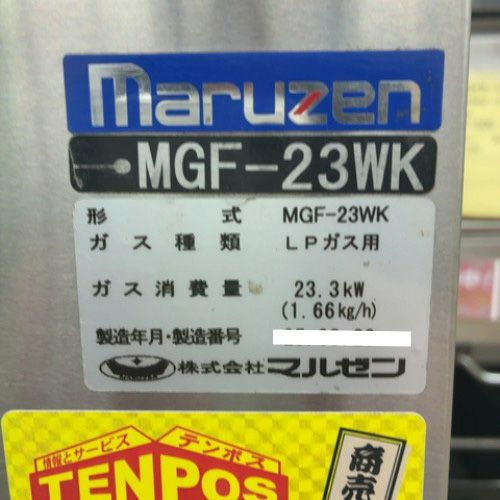 maruzen
MGF-23WK
形式 MGF-23WK
ガス種類 LPガス用
ガス消費量 23.3kW
(1.66kg/h)
製造年月・製造番号
株式会社マルゼン
情報とサービス テンポス
TENPOS
商売